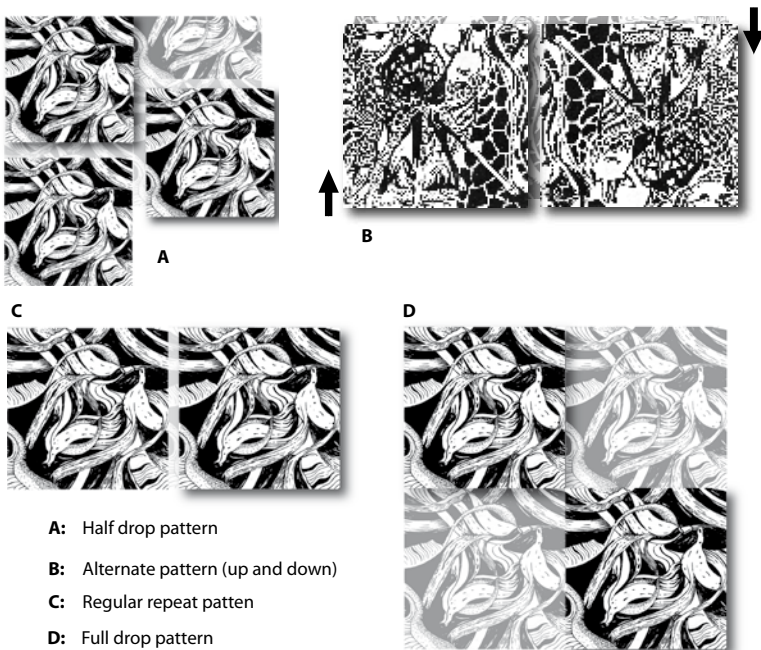 A
B
C
D
A: Half drop pattern
B: Alternate pattern (up and down)
C: Regular repeat patten
D: Full drop pattern